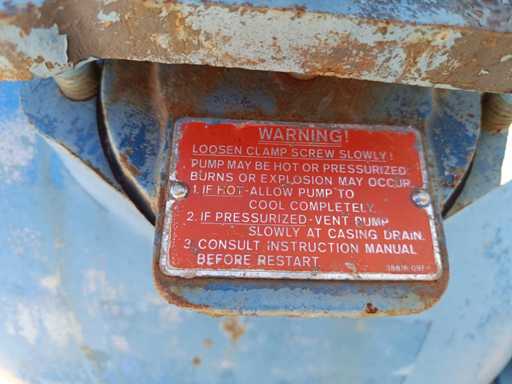 WARNING!
LOOSEN CLAMP SCREW SLOWLY!
PUMP MAY BE HOT OR PRESSURIZED:
BURNS OR EXPLOSION MAY OCCUR.
1. IF HOT-ALLOW PUMP TO
COOL COMPLETELY.
2. IF PRESSURIZED-VENT PUMP
SLOWLY AT CASING DRAIN.
3. CONSULT INSTRUCTION MANUAL
BEFORE RESTART.